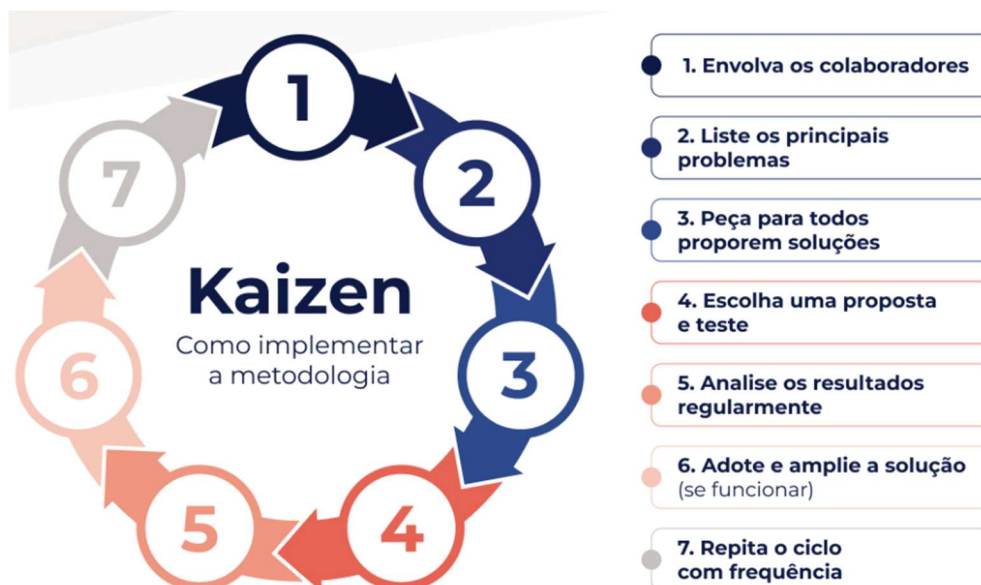 1
2
3
4
5
6
7
Kaizen
Como implementar
a metodologia
1. Envolva os colaboradores
2. Liste os principais
problemas
3. Peça para todos
proporem soluções
4. Escolha uma proposta
e teste
5. Analise os resultados
regularmente
6. Adote e amplie a solução
(se funcionar)
7. Repita o ciclo
com frequência